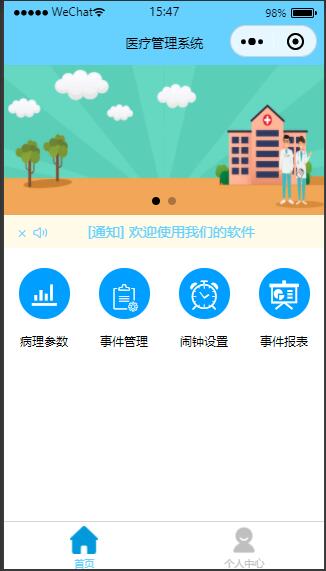 WeChat 15:47 98%
医疗管理系统
× [通知] 欢迎使用我们的软件
病理参数 事件管理 闹钟设置 事件报表
首页 个人中心